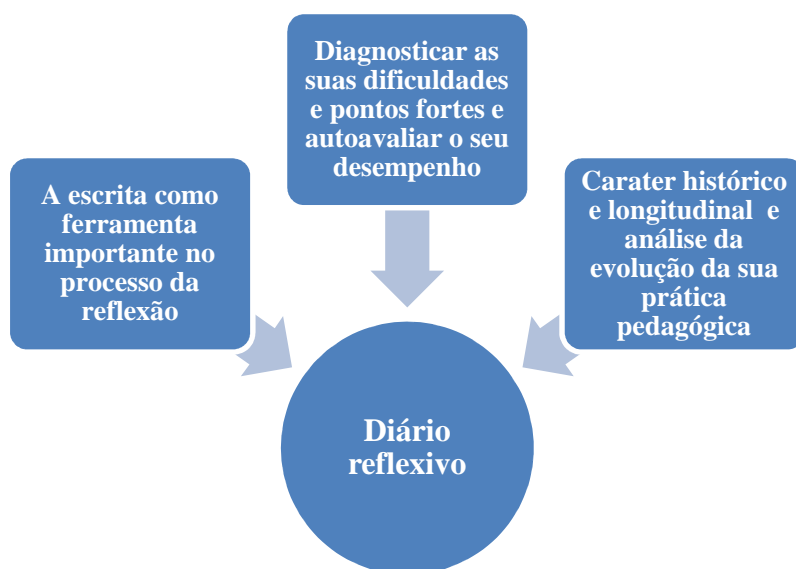 Diagnosticar as
suas dificuldades
e pontos fortes e
autoavaliar o seu
desempenho
A escrita como
ferramenta
importante no
processo da
reflexão
Carater histórico
e longitudinal e
análise da
evolução da sua
prática
pedagógica
Diário
reflexivo